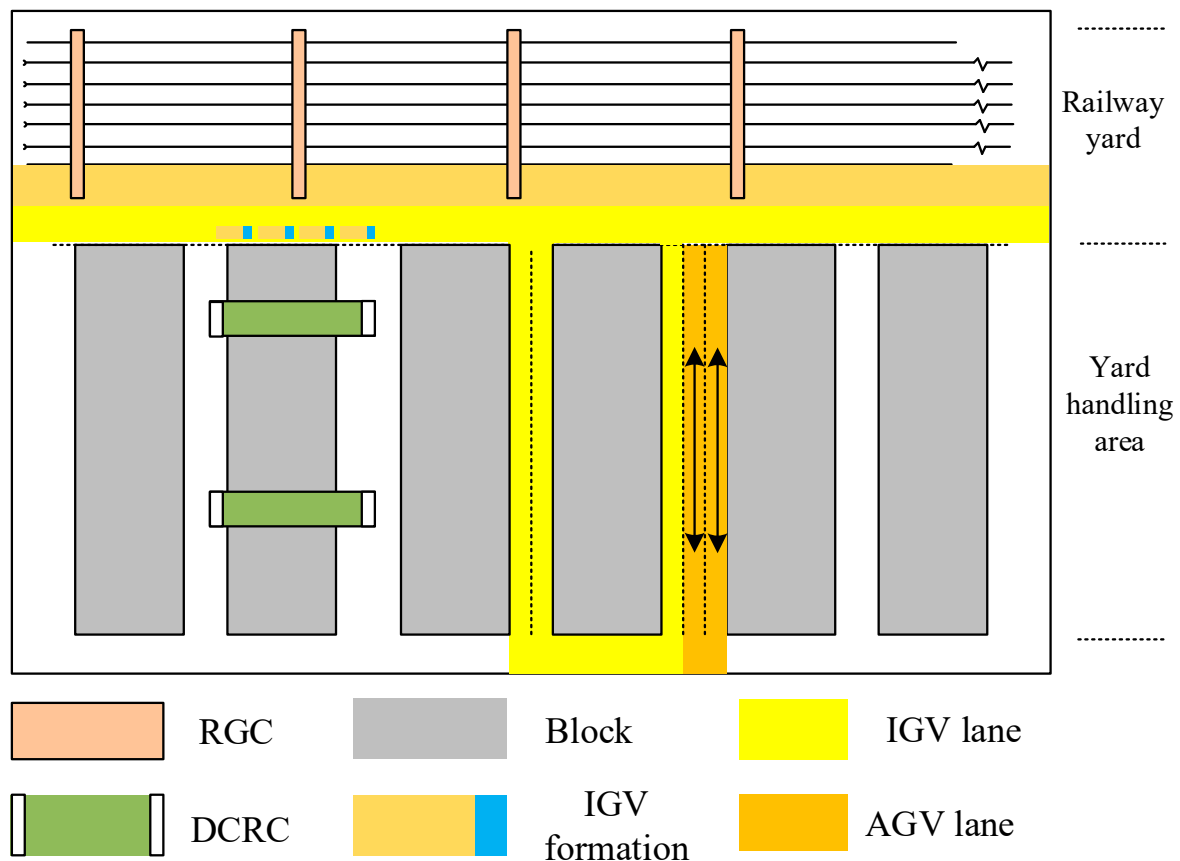 Railway
yard
Yard
handling
area
RGC
Block
IGV lane
DCRC
IGV
formation
AGV lane